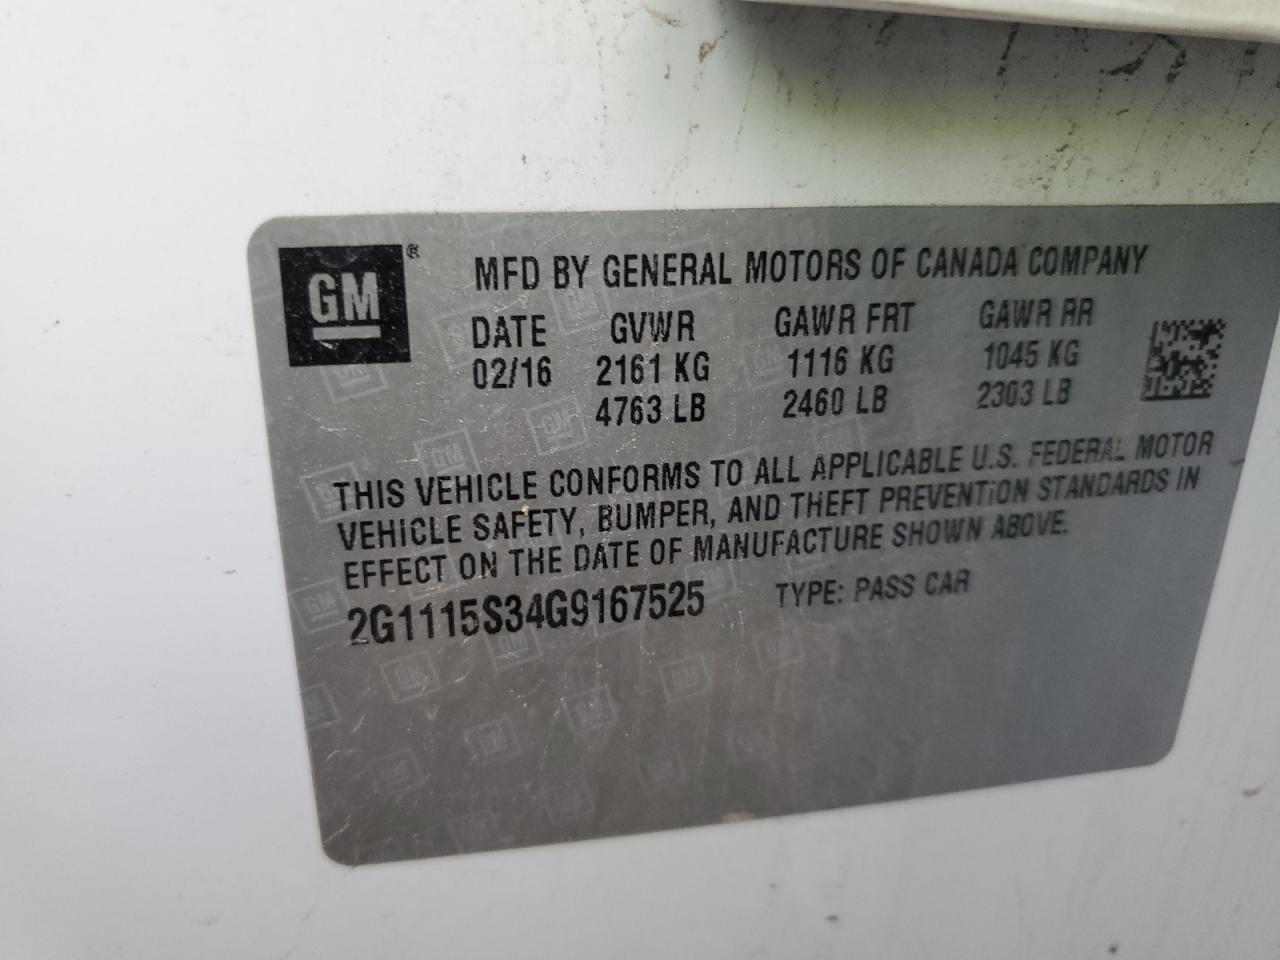 GM ®
MFD BY GENERAL MOTORS OF CANADA COMPANY
DATE GVWR GAWR FRT GAWR RR
02/16 2161 KG 1116 KG 1045 KG
4763 LB 2460 LB 2303 LB
THIS VEHICLE CONFORMS TO ALL APPLICABLE U.S. FEDERAL MOTOR
VEHICLE SAFETY, BUMPER, AND THEFT PREVENTION STANDARDS IN
EFFECT ON THE DATE OF MANUFACTURE SHOWN ABOVE.
2G1115S34G9167525 TYPE: PASS CAR